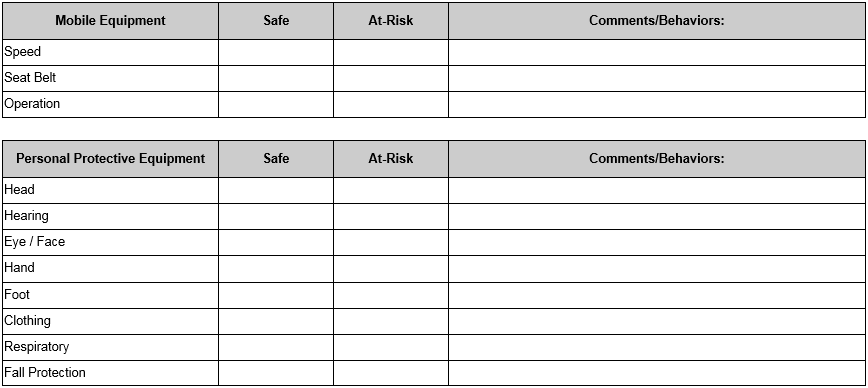 Mobile Equipment Safe At-Risk Comments/Behaviors:
Speed
Seat Belt
Operation
Personal Protective Equipment Safe At-Risk Comments/Behaviors:
Head
Hearing
Eye / Face
Hand
Foot
Clothing
Respiratory
Fall Protection